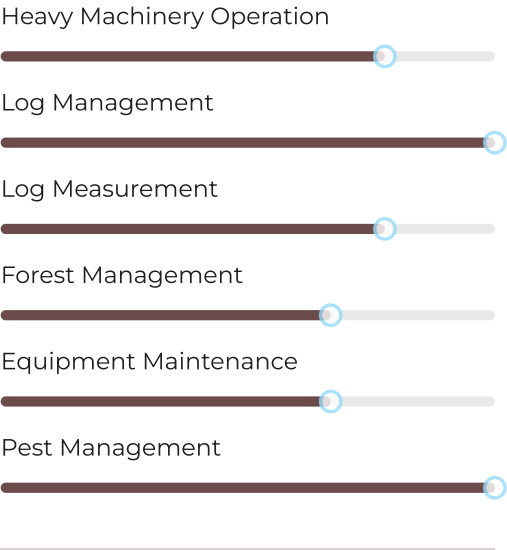 Heavy Machinery Operation
Log Management
Log Measurement
Forest Management
Equipment Maintenance
Pest Management